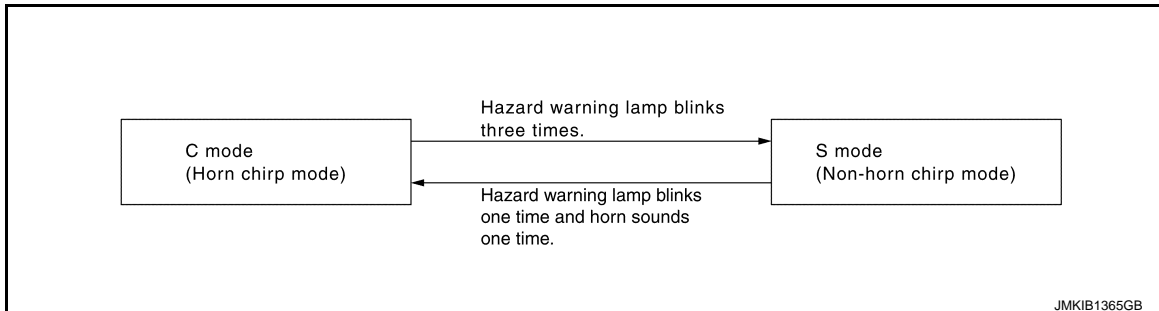 Hazard warning lamp blinks
three times.
C mode
(Horn chirp mode)
S mode
(Non-horn chirp mode)
Hazard warning lamp blinks
one time and horn sounds
one time.
JMKIB1365GB